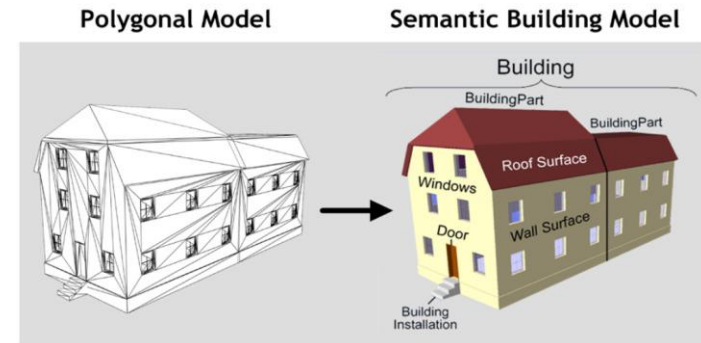 Polygonal Model
Semantic Building Model
Building
BuildingPart
BuildingPart
Roof Surface
Windows
Wall Surface
Door
Building
Installation